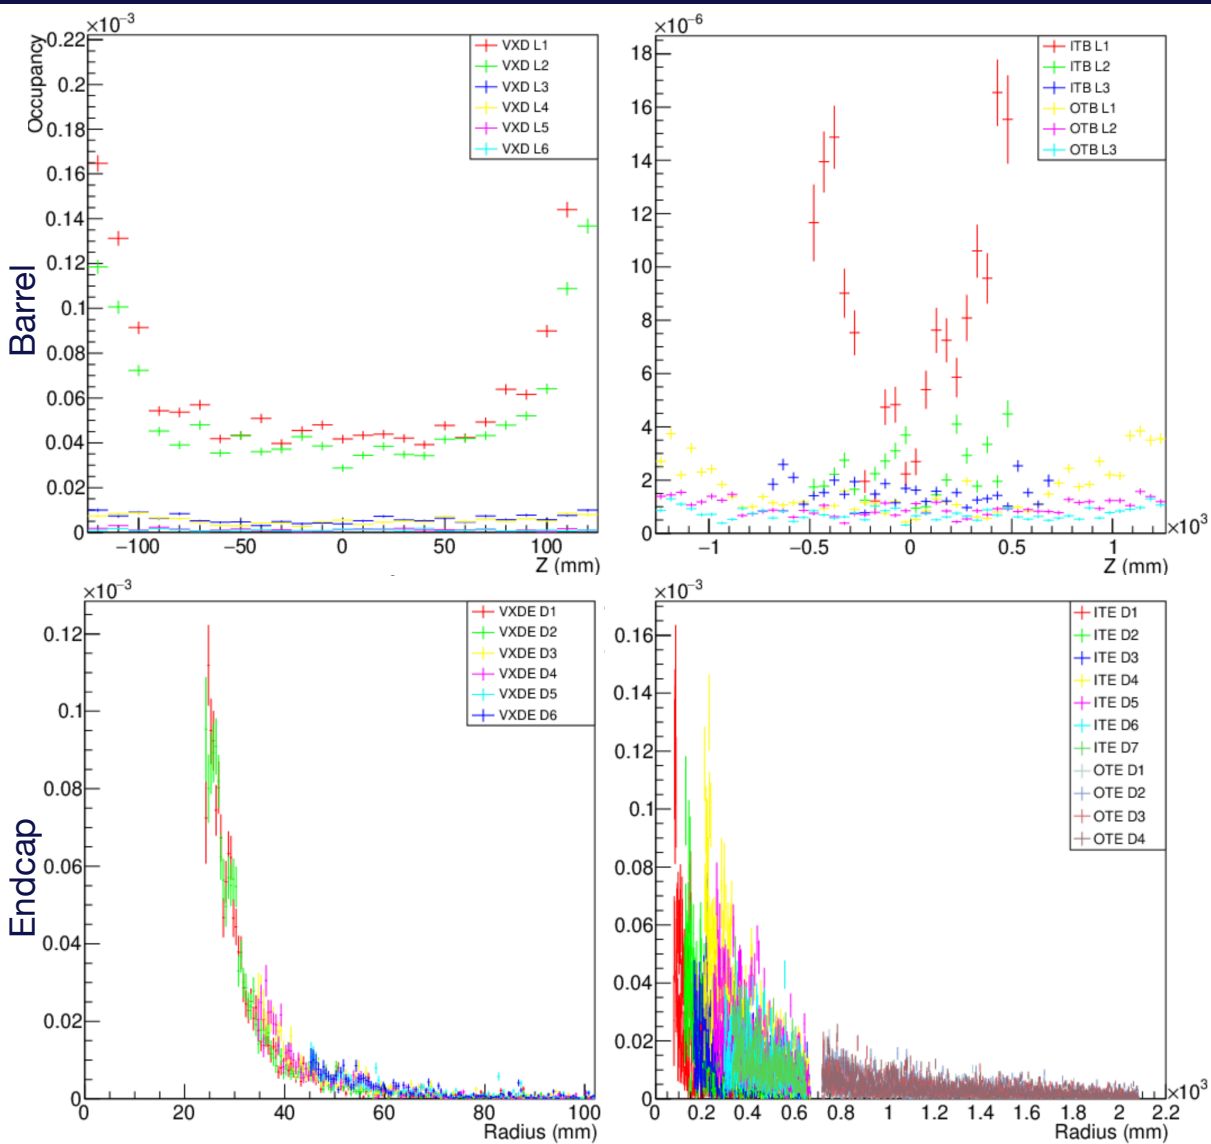 Barrel
×10⁻³
Occupancy
0.22
0.2
0.18
0.16
0.14
0.12
0.1
0.08
0.06
0.04
0.02
0
−100
−50
0
50
100
Z (mm)
VXD L1
VXD L2
VXD L3
VXD L4
VXD L5
VXD L6
×10⁻⁶
18
16
14
12
10
8
6
4
2
0
−1
−0.5
0
0.5
1
×10³
Z (mm)
ITB L1
ITB L2
ITB L3
OTB L1
OTB L2
OTB L3
Endcap
×10⁻³
0.12
0.1
0.08
0.06
0.04
0.02
0
0
20
40
60
80
100
Radius (mm)
VXDE D1
VXDE D2
VXDE D3
VXDE D4
VXDE D5
VXDE D6
×10⁻³
0.16
0.14
0.12
0.1
0.08
0.06
0.04
0.02
0
0
0.2
0.4
0.6
0.8
1
1.2
1.4
1.6
1.8
2
2.2
×10³
Radius (mm)
ITE D1
ITE D2
ITE D3
ITE D4
ITE D5
ITE D6
ITE D7
OTE D1
OTE D2
OTE D3
OTE D4